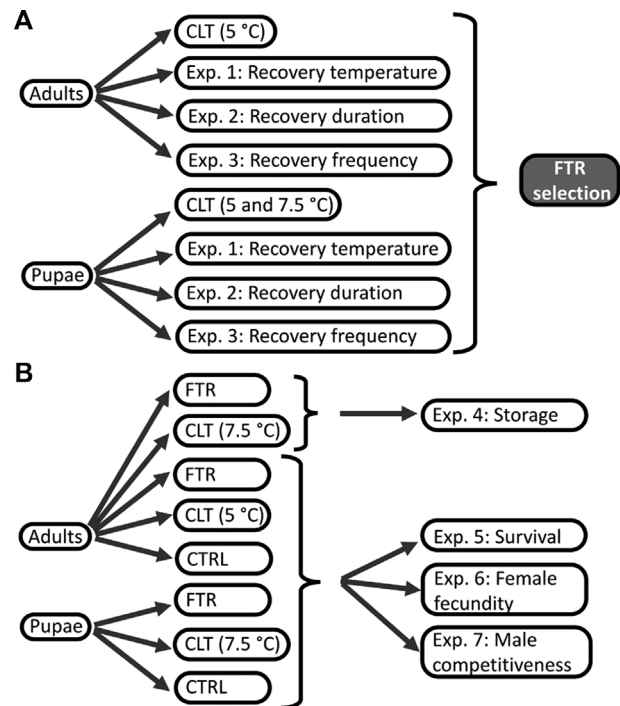 A
CLT (5 °C)
Adults
Exp. 1: Recovery temperature
Exp. 2: Recovery duration
Exp. 3: Recovery frequency
FTR
selection
CLT (5 and 7.5 °C)
Pupae
Exp. 1: Recovery temperature
Exp. 2: Recovery duration
Exp. 3: Recovery frequency
B
FTR
CLT (7.5 °C)
Exp. 4: Storage
FTR
Adults
CLT (5 °C)
CTRL
FTR
Pupae
CLT (7.5 °C)
CTRL
Exp. 5: Survival
Exp. 6: Female
fecundity
Exp. 7: Male
competitiveness